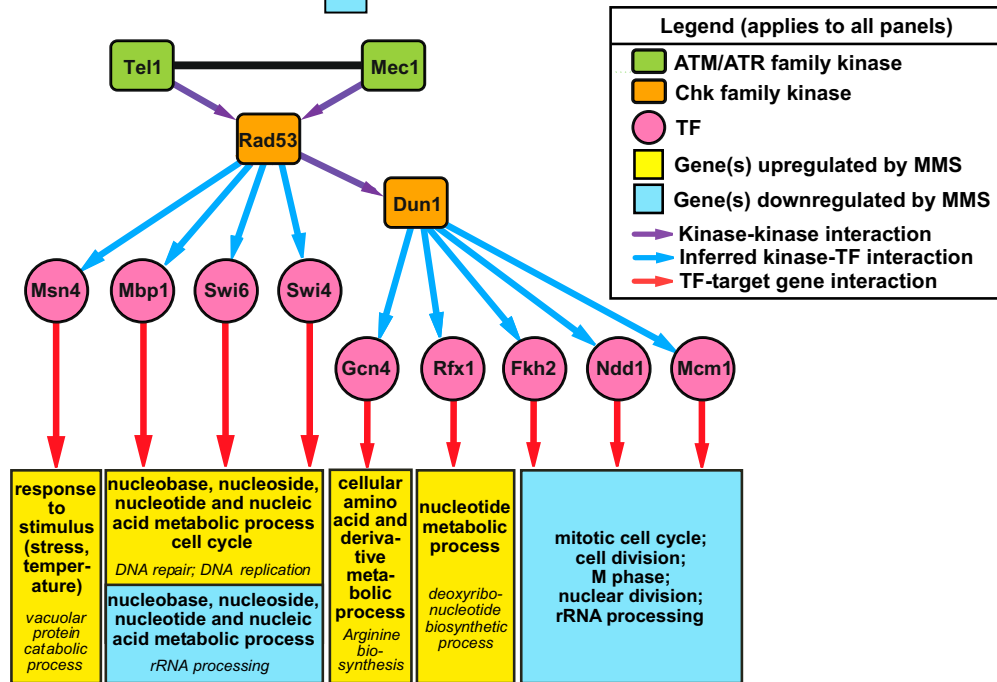 Legend (applies to all panels)
ATM/ATR family kinase
Chk family kinase
TF
Gene(s) upregulated by MMS
Gene(s) downregulated by MMS
Kinase-kinase interaction
Inferred kinase-TF interaction
TF-target gene interaction
Tel1
Mec1
Rad53
Dun1
Msn4
Mbp1
Swi6
Swi4
Gcn4
Rfx1
Fkh2
Ndd1
Mcm1
response
to
stimulus
(stress,
temper-
ature)
vacuolar
protein
catabolic
process
nucleobase, nucleoside,
nucleotide and nucleic
acid metabolic process
cell cycle
DNA repair; DNA replication
nucleobase, nucleoside,
nucleotide and nucleic
acid metabolic process
rRNA processing
cellular
amino
acid and
deriva-
tive
meta-
bolic
process
Arginine
bio-
synthesis
nucleotide
metabolic
process
deoxyribo-
nucleotide
biosynthetic
process
mitotic cell cycle;
cell division;
M phase;
nuclear division;
rRNA processing